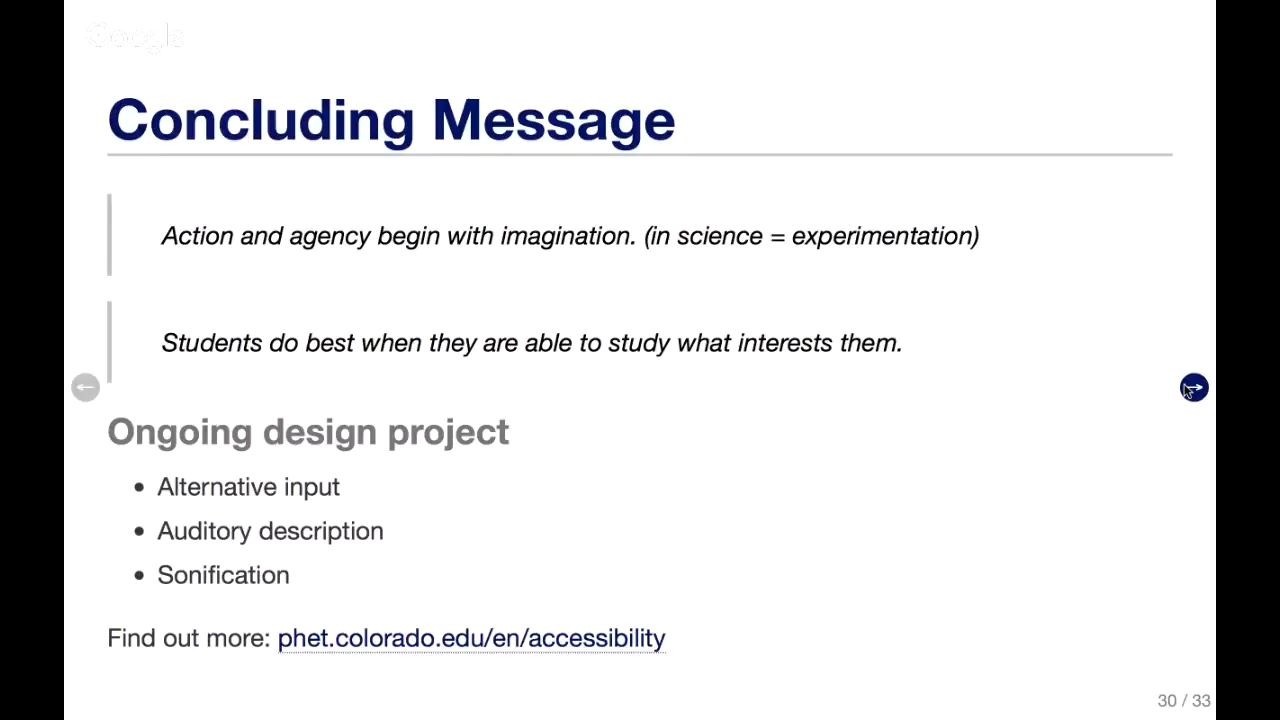 Google
Concluding Message
Action and agency begin with imagination. (in science = experimentation)
Students do best when they are able to study what interests them.
Ongoing design project
• Alternative input
• Auditory description
• Sonification
Find out more: phet.colorado.edu/en/accessibility
30 / 33